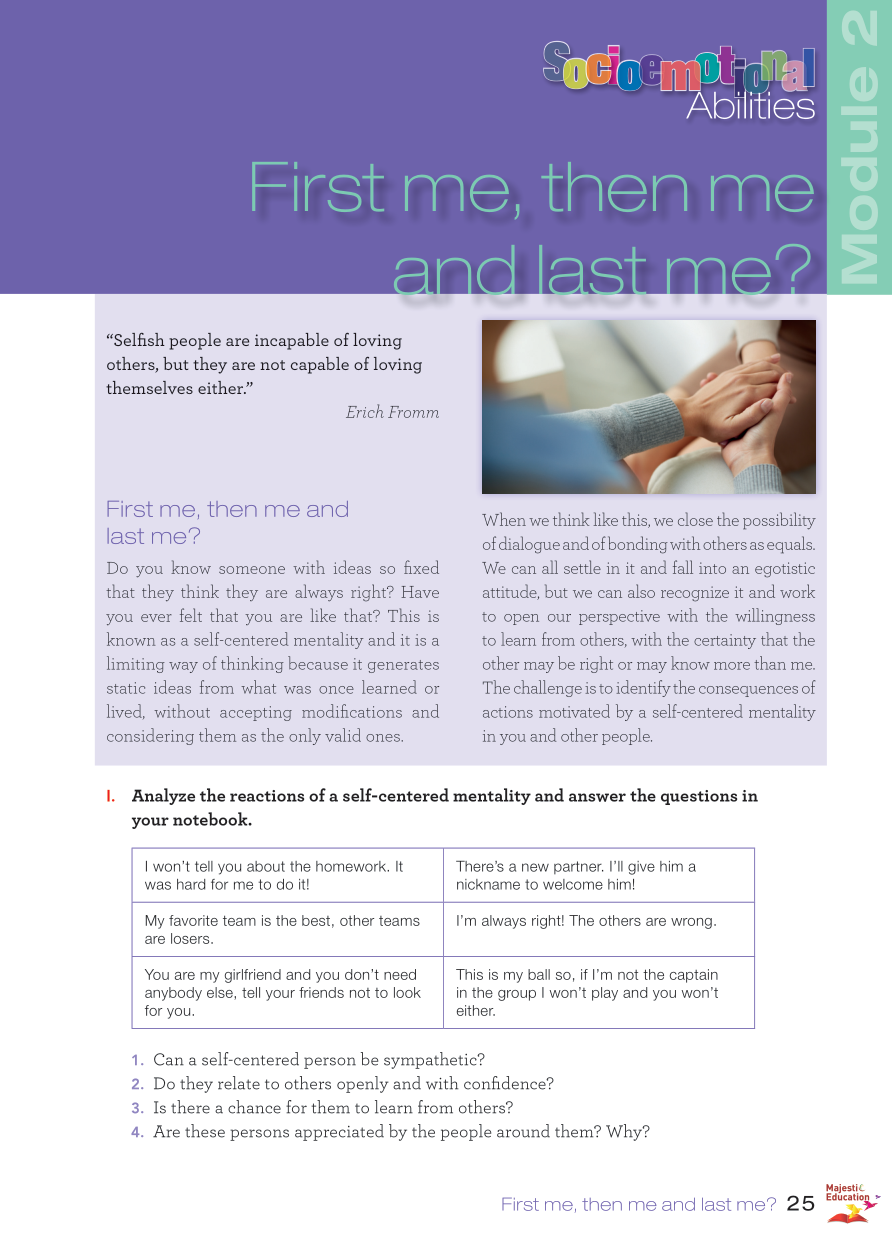 Module 2
Socioemotional
Abilities
First me, then me
and last me?
“Selfish people are incapable of loving
others, but they are not capable of loving
themselves either.”
Erich Fromm
First me, then me and
last me?
Do you know someone with ideas so fixed
that they think they are always right? Have
you ever felt that you are like that? This is
known as a self-centered mentality and it is a
limiting way of thinking because it generates
static ideas from what was once learned or
lived, without accepting modifications and
considering them as the only valid ones.
When we think like this, we close the possibility
of dialogue and of bonding with others as equals.
We can all settle in it and fall into an egotistic
attitude, but we can also recognize it and work
to open our perspective with the willingness
to learn from others, with the certainty that the
other may be right or may know more than me.
The challenge is to identify the consequences of
actions motivated by a self-centered mentality
in you and other people.
I. Analyze the reactions of a self-centered mentality and answer the questions in
your notebook.
I won’t tell you about the homework. It
was hard for me to do it!
There’s a new partner. I’ll give him a
nickname to welcome him!
My favorite team is the best, other teams
are losers.
I’m always right! The others are wrong.
You are my girlfriend and you don’t need
anybody else, tell your friends not to look
for you.
This is my ball so, if I’m not the captain
in the group I won’t play and you won’t
either.
1. Can a self-centered person be sympathetic?
2. Do they relate to others openly and with confidence?
3. Is there a chance for them to learn from others?
4. Are these persons appreciated by the people around them? Why?
First me, then me and last me? 25
Majestic
Education